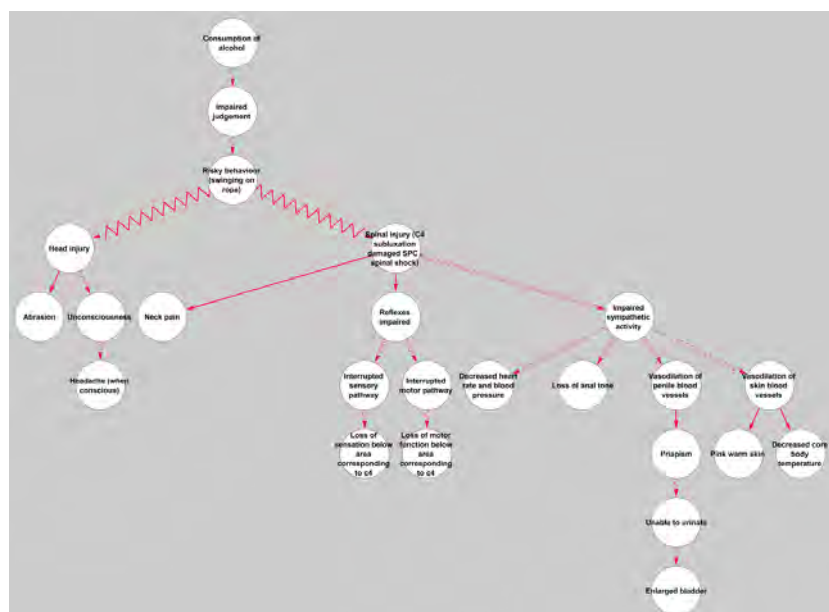 Consumption of
alcohol
Impaired
judgement
Risky behaviour
(swinging on
rope)
Head injury
Spinal injury (C4
subluxation
damaged SPC
spinal shock)
Abrasion
Unconsciousness
Neck pain
Reflexes
impaired
Impaired
sympathetic
activity
Headache (when
conscious)
Interrupted
sensory
pathway
Interrupted
motor pathway
Decreased heart
rate and blood
pressure
Loss of anal tone
Vasodilation of
penile blood
vessels
Vasodilation of
skin blood
vessels
Loss of
sensation below
area
corresponding
to c4
Loss of motor
function below
area
corresponding
to c4
Priapism
Pink warm skin
Decreased core
body
temperature
Unable to urinate
Enlarged bladder